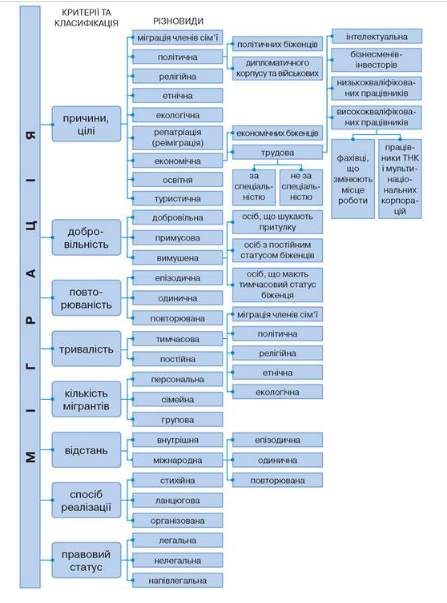 КРИТЕРІЇ ТА
КЛАСИФІКАЦІЯ
РІЗНОВИДИ
МІГРАЦІЯ
причини,
цілі
міграція членів сім’ї
політична
політичних біженців
дипломатичного
корпусу та військових
релігійна
етнічна
екологічна
репатріація
(рееміграція)
економічна
економічних біженців
трудова
за
спеціаль-
ністю
не за
спеціаль-
ністю
інтелектуальна
бізнесменів-
інвесторів
низькокваліфікова-
них працівників
висококваліфікова-
них працівників
фахівці,
що
змінюють
місце
роботи
праців-
ники ТНК
і мульти-
націо-
нальних
корпора-
цій
освітня
туристична
добро-
вільність
добровільна
примусова
вимушена
осіб, що шукають
притулку
осіб з постійним
статусом біженців
осіб, що мають
тимчасовий статус
біженця
повто-
рюваність
епізодична
одинична
повторювана
тривалість
тимчасова
постійна
міграція членів сім’ї
політична
релігійна
етнічна
екологічна
кількість
мігрантів
персональна
сімейна
групова
відстань
внутрішня
міжнародна
епізодична
одинична
повторювана
спосіб
реалізації
стихійна
ланцюгова
організована
правовий
статус
легальна
нелегальна
напівлегальна